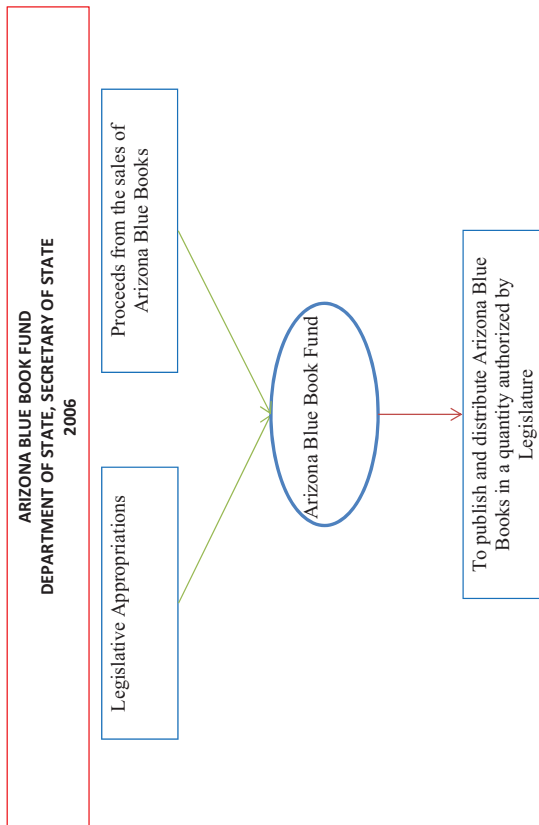 ARIZONA BLUE BOOK FUND
DEPARTMENT OF STATE, SECRETARY OF STATE
2006
Legislative Appropriations
Proceeds from the sales of
Arizona Blue Books
Arizona Blue Book Fund
To publish and distribute Arizona Blue
Books in a quantity authorized by
Legislature